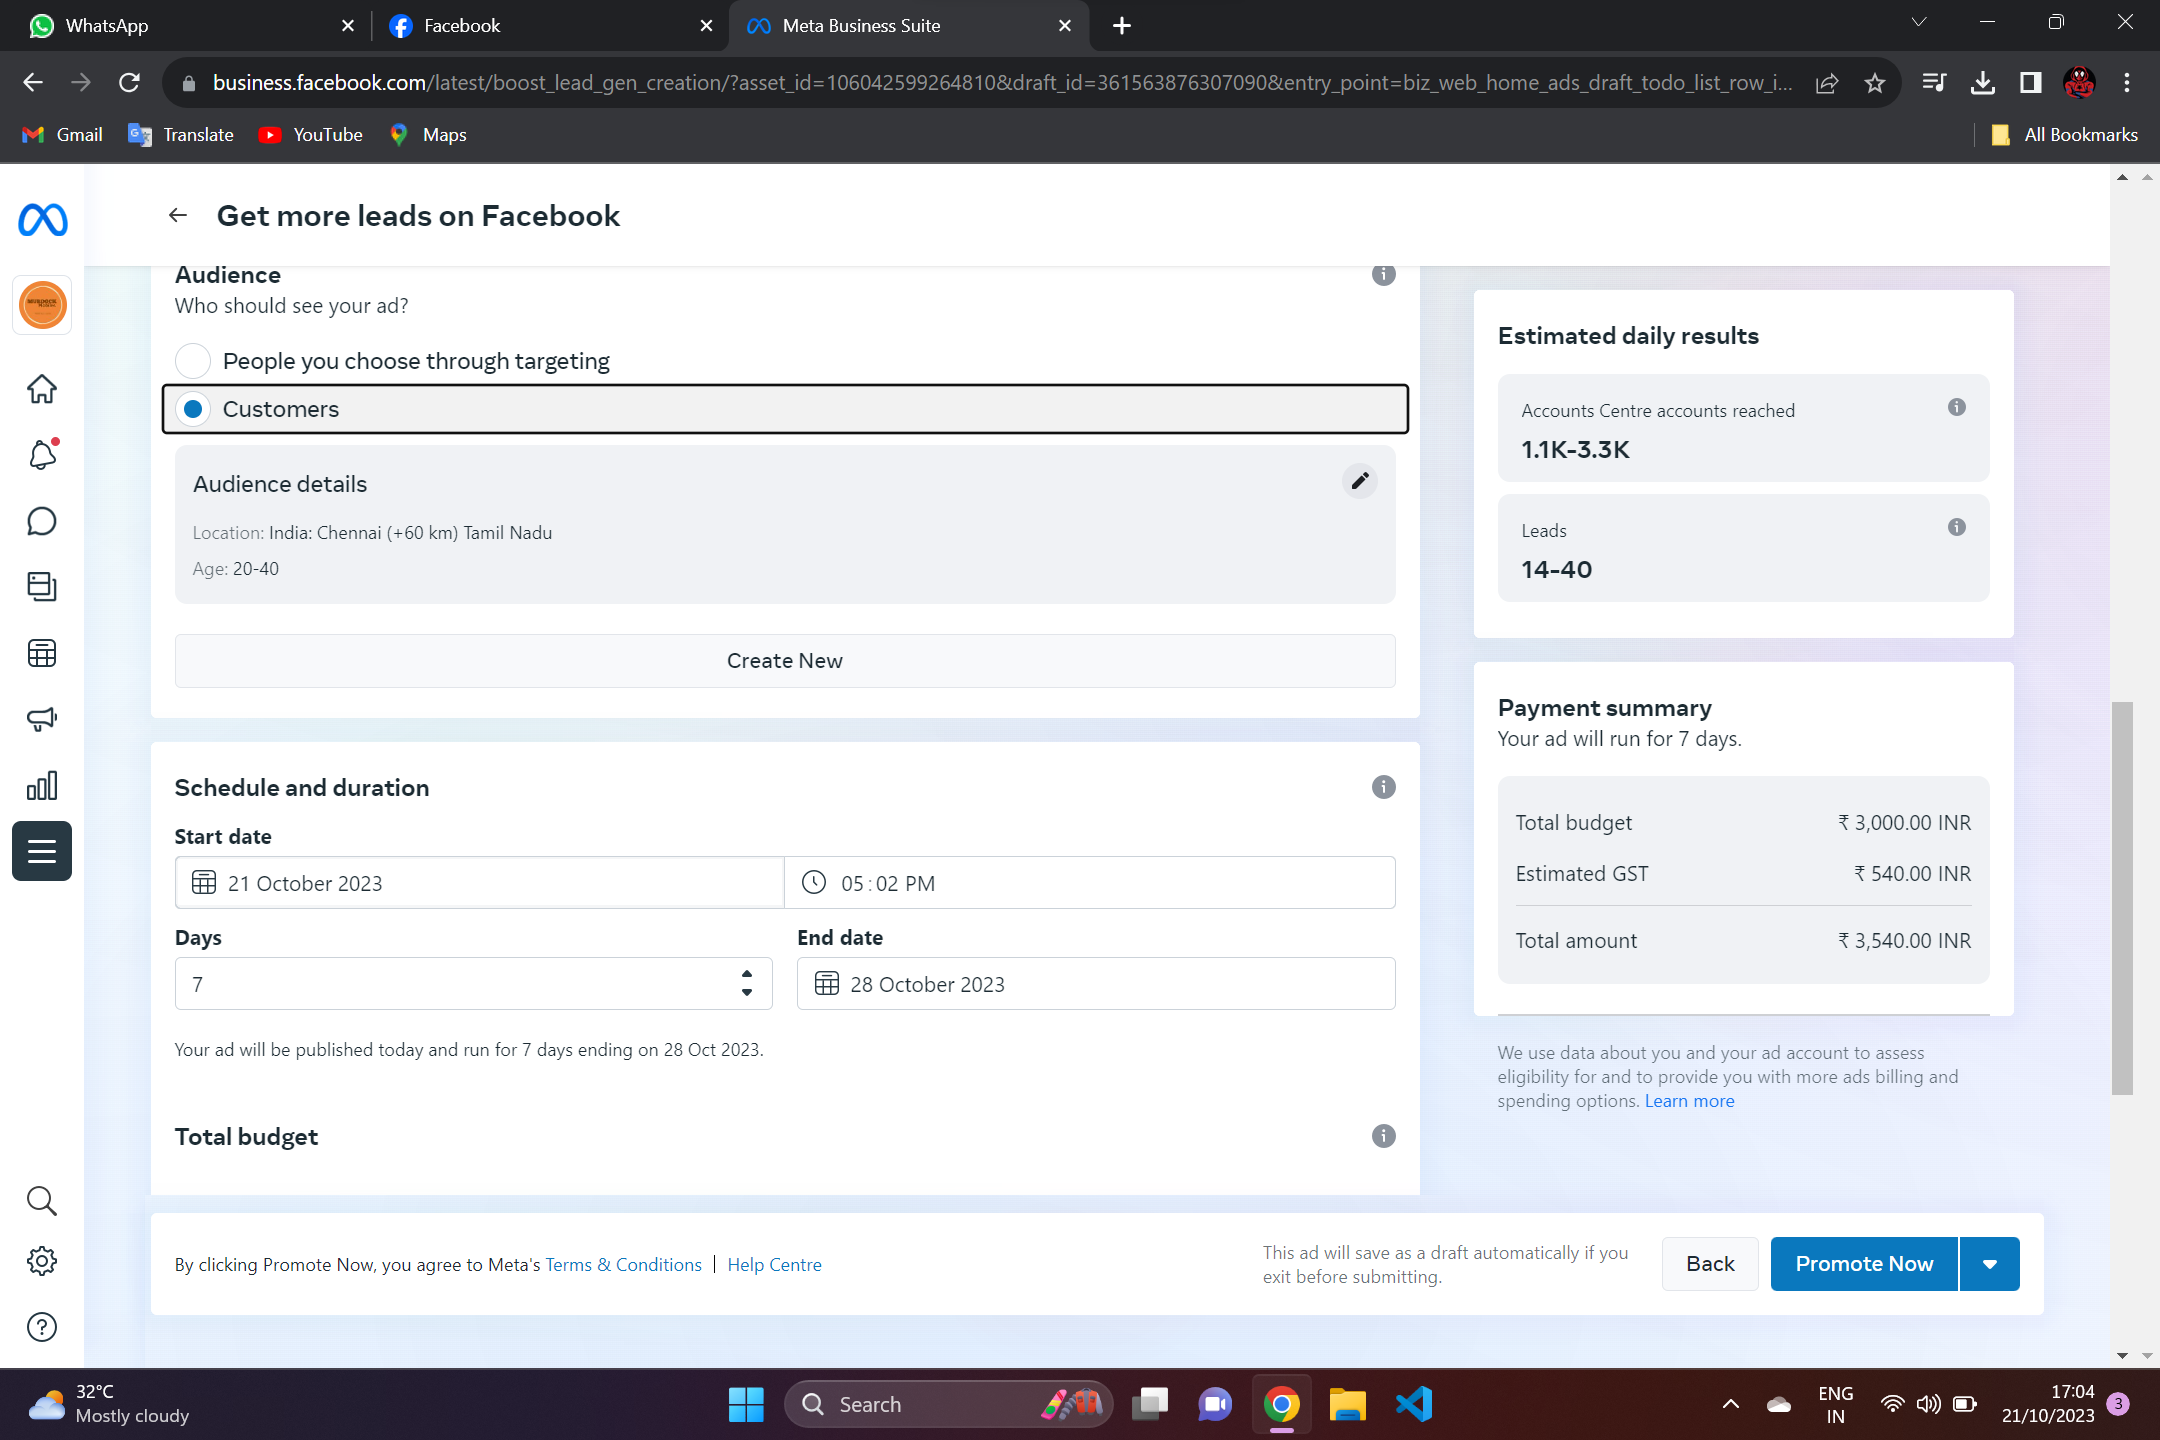 WhatsApp
Facebook
Meta Business Suite
business.facebook.com/latest/boost_lead_gen_creation/?asset_id=106042599264810&draft_id=3615638763070​90&entry_point=biz_web_home_ads_draft_todo_list_row_i...
Gmail
Translate
YouTube
Maps
All Bookmarks
Get more leads on Facebook
Audience
Who should see your ad?
People you choose through targeting
Customers
Audience details
Location: India: Chennai (+60 km) Tamil Nadu
Age: 20-40
Create New
Schedule and duration
Start date
21 October 2023
05:02 PM
Days
End date
7
28 October 2023
Your ad will be published today and run for 7 days ending on 28 Oct 2023.
Total budget
Estimated daily results
Accounts Centre accounts reached
1.1K-3.3K
Leads
14-40
Payment summary
Your ad will run for 7 days.
Total budget ₹ 3,000.00 INR
Estimated GST ₹ 540.00 INR
Total amount ₹ 3,540.00 INR
We use data about you and your ad account to assess
eligibility for and to provide you with more ads billing and
spending options. Learn more
By clicking Promote Now, you agree to Meta's Terms & Conditions | Help Centre
This ad will save as a draft automatically if you
exit before submitting.
Back
Promote Now
32°C
Mostly cloudy
Search
ENG
IN
17:04
21/10/2023
3